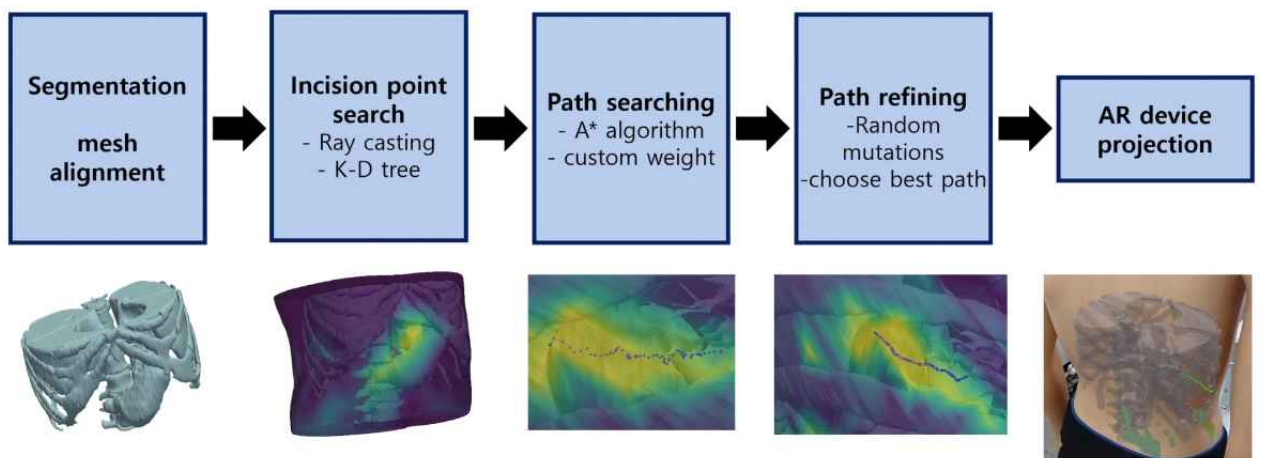 Segmentation
mesh
alignment
Incision point
search
- Ray casting
- K-D tree
Path searching
- A* algorithm
- custom weight
Path refining
-Random
mutations
-choose best path
AR device
projection